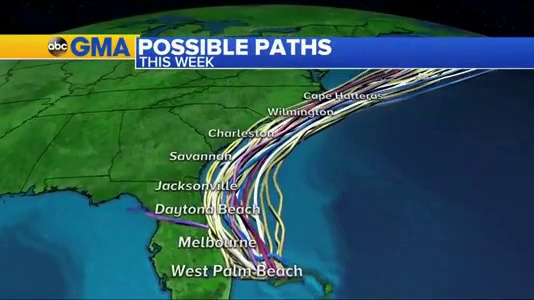 abc GMA
POSSIBLE PATHS
THIS WEEK
Cape Hatteras
Wilmington
Charleston
Savannah
Jacksonville
Daytona Beach
Melbourne
West Palm Beach